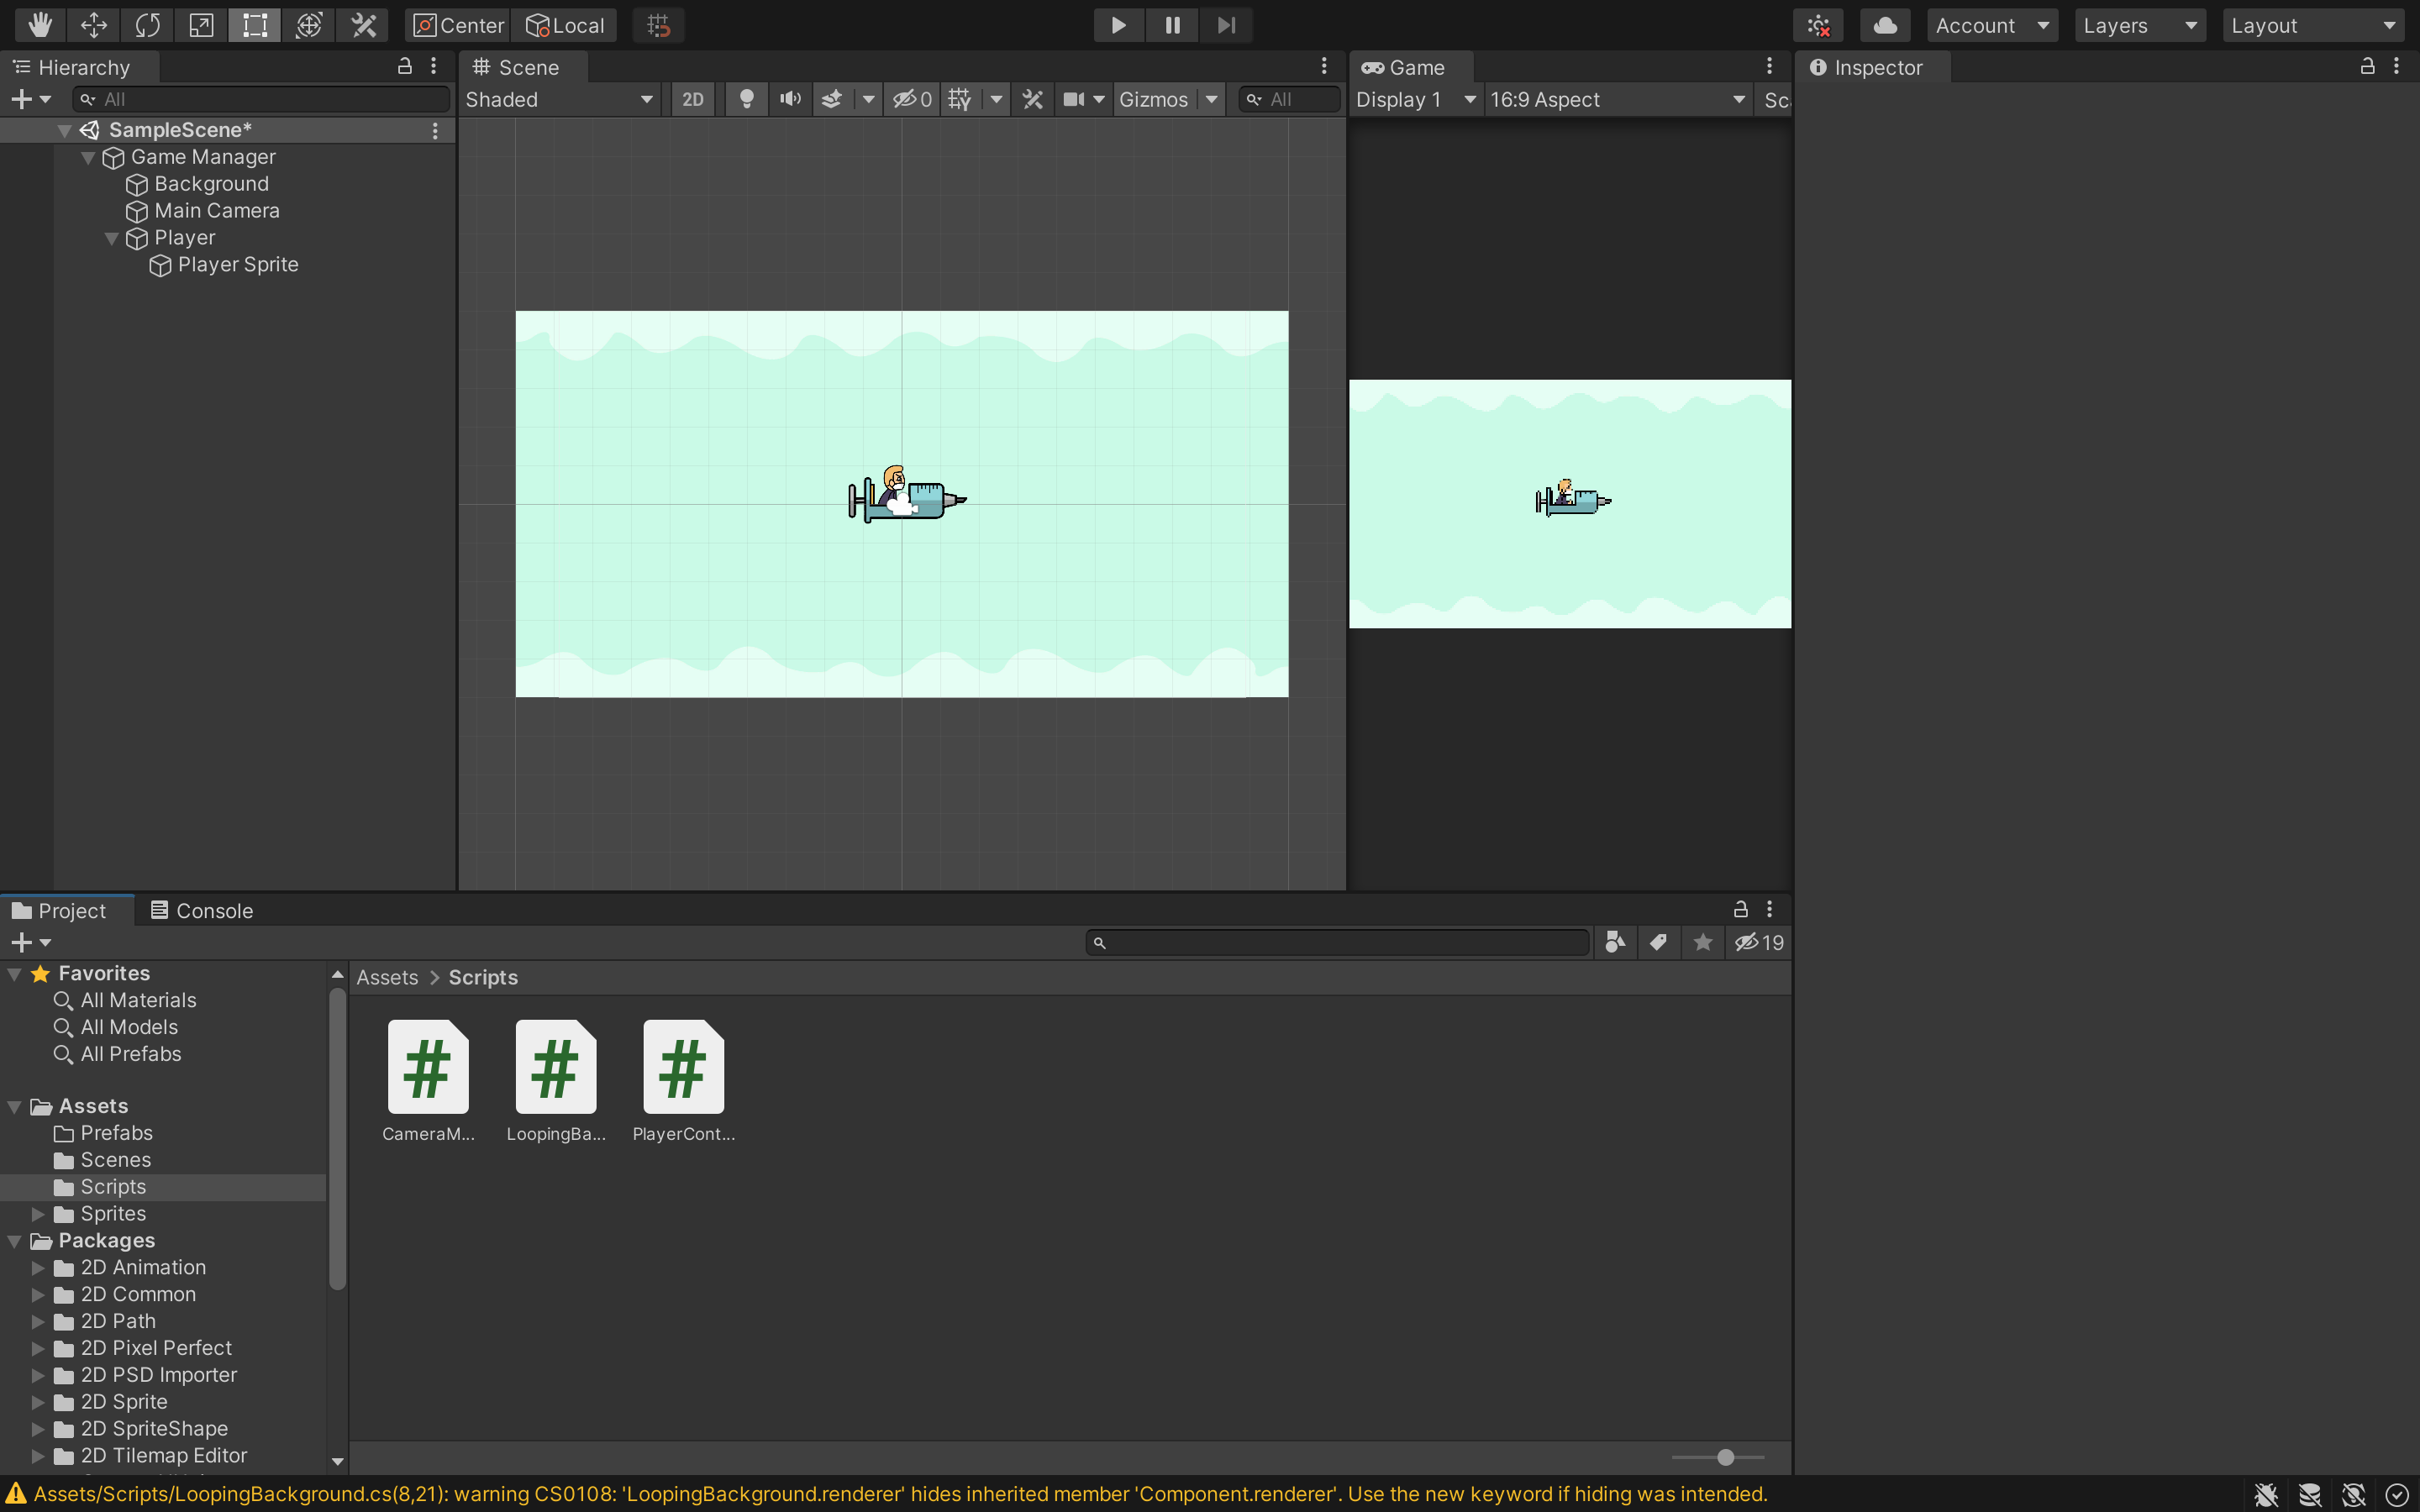 Center Local Account Layers Layout
Hierarchy
All
SampleScene*
Game Manager
Background
Main Camera
Player
Player Sprite
Scene
Shaded 2D 0 Gizmos All
Game
Display 1 16:9 Aspect Sc
Inspector
Project Console
19
Favorites
All Materials
All Models
All Prefabs
Assets
Prefabs
Scenes
Scripts
Sprites
Packages
2D Animation
2D Common
2D Path
2D Pixel Perfect
2D PSD Importer
2D Sprite
2D SpriteShape
2D Tilemap Editor
Assets > Scripts
# # #
CameraM... LoopingBa... PlayerCont...
Assets/Scripts/LoopingBackground.cs(8,21): warning CS0108: 'LoopingBackground.renderer' hides inherited member 'Component.renderer'. Use the new keyword if hiding was intended.